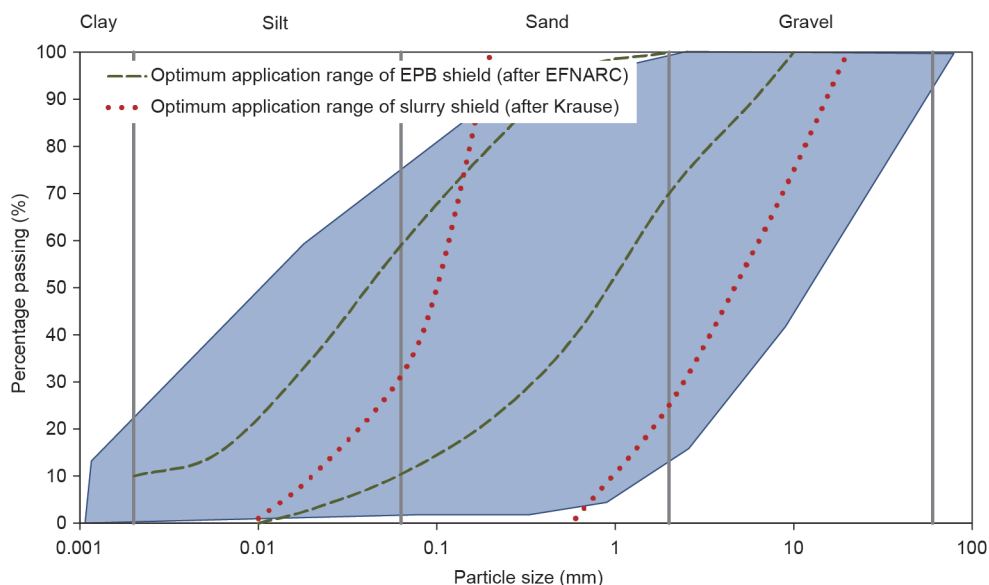 Clay Silt Sand Gravel
100
Optimum application range of EPB shield (after EFNARC)
90
Optimum application range of slurry shield (after Krause)
80
70
60
50
40
30
20
10
0
Percentage passing (%)
0.001 0.01 0.1 1 10 100
Particle size (mm)